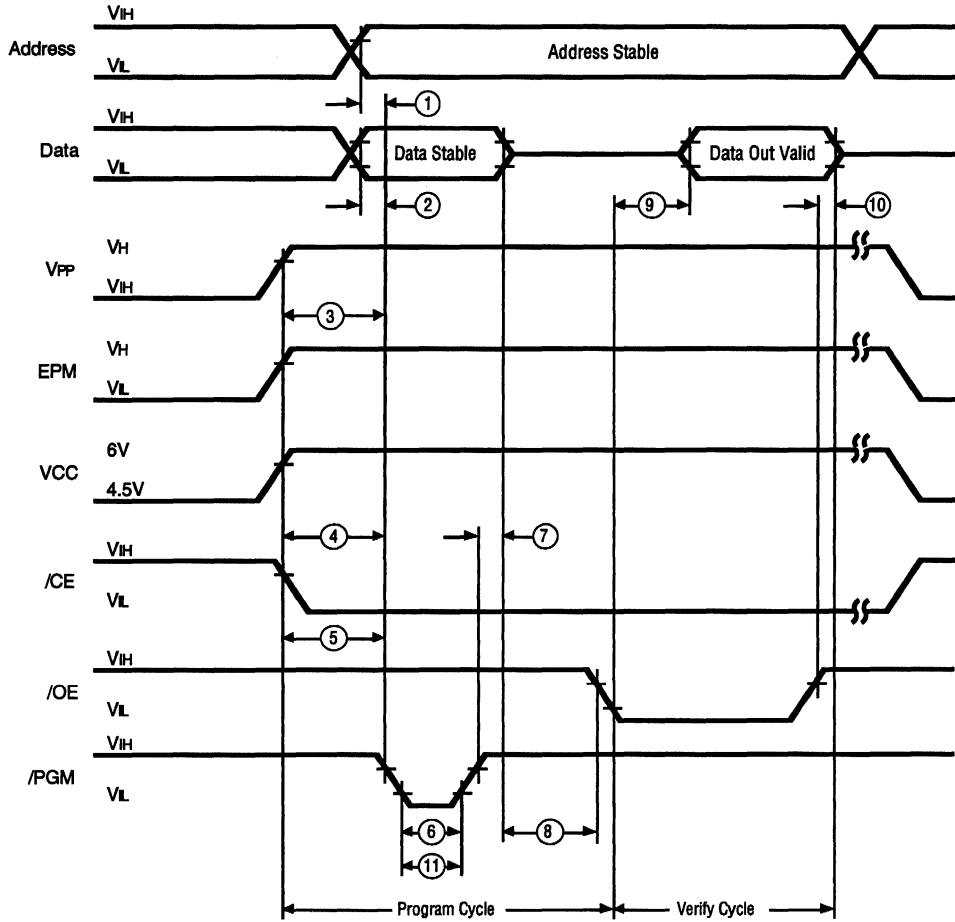 VIH
Address
Address Stable
VIL
1
VIH
Data
Data Stable
Data Out Valid
VIL
2
9
10
VH
VPP
VIH
3
VH
EPM
VIL
6V
VCC
4.5V
4
7
VIH
/CE
VIL
5
VIH
/OE
VIL
VIH
/PGM
VIL
6
8
11
Program Cycle
Verify Cycle